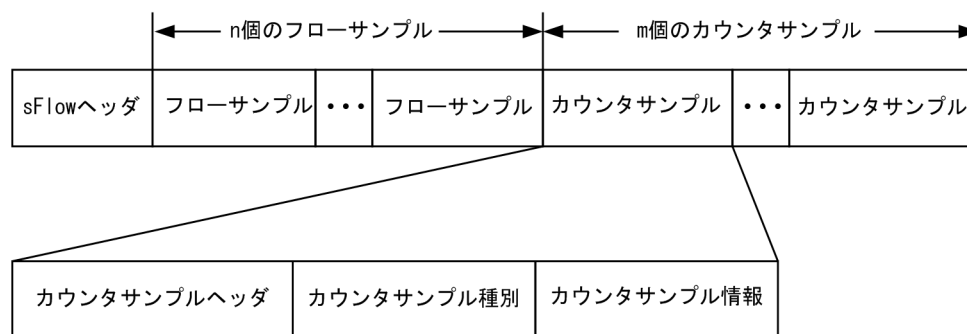 n個のフローサンプル m個のカウンタサンプル
sFlowヘッダ フローサンプル ・・・ フローサンプル カウンタサンプル ・・・ カウンタサンプル
カウンタサンプルヘッダ カウンタサンプル種別 カウンタサンプル情報